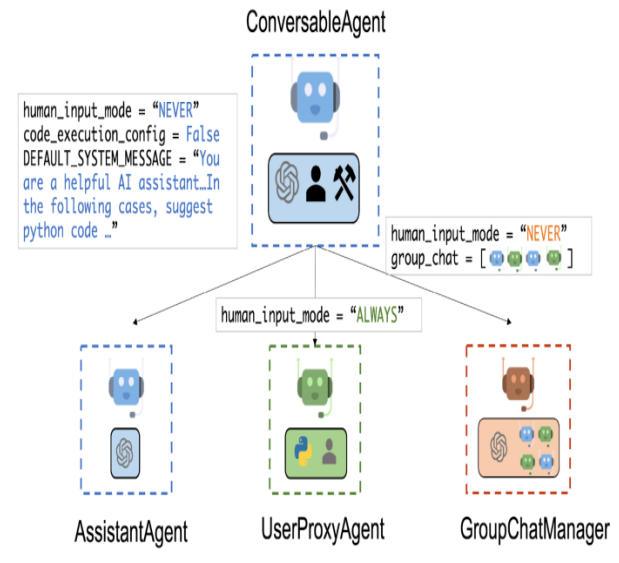 ConversableAgent
human_input_mode = “NEVER”
code_execution_config = False
DEFAULT_SYSTEM_MESSAGE = “You
are a helpful AI assistant…In
the following cases, suggest
python code …”
human_input_mode = “NEVER”
group_chat = [ ]
human_input_mode = “ALWAYS”
AssistantAgent
UserProxyAgent
GroupChatManager